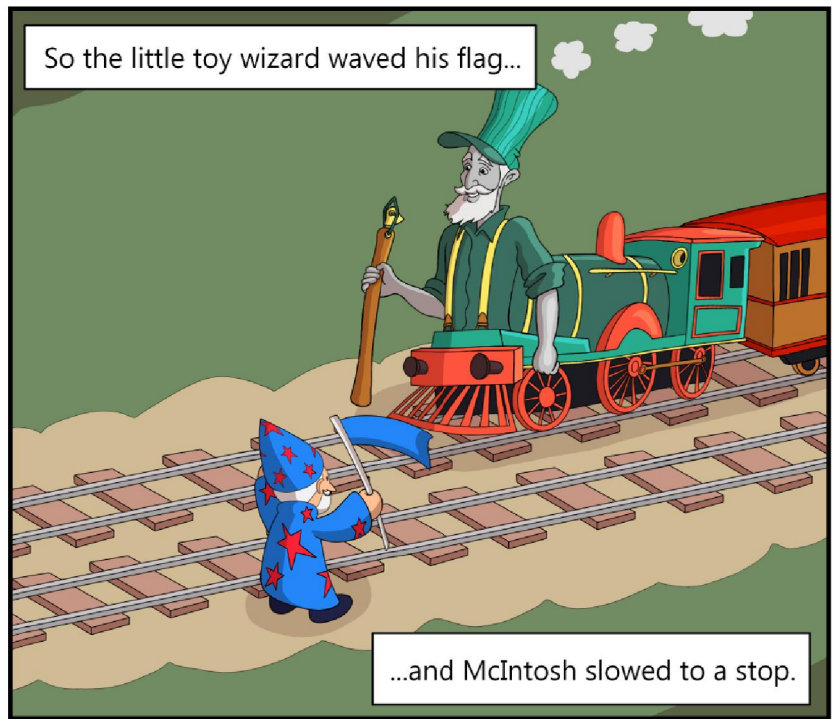 So the little toy wizard waved his flag...
...and McIntosh slowed to a stop.